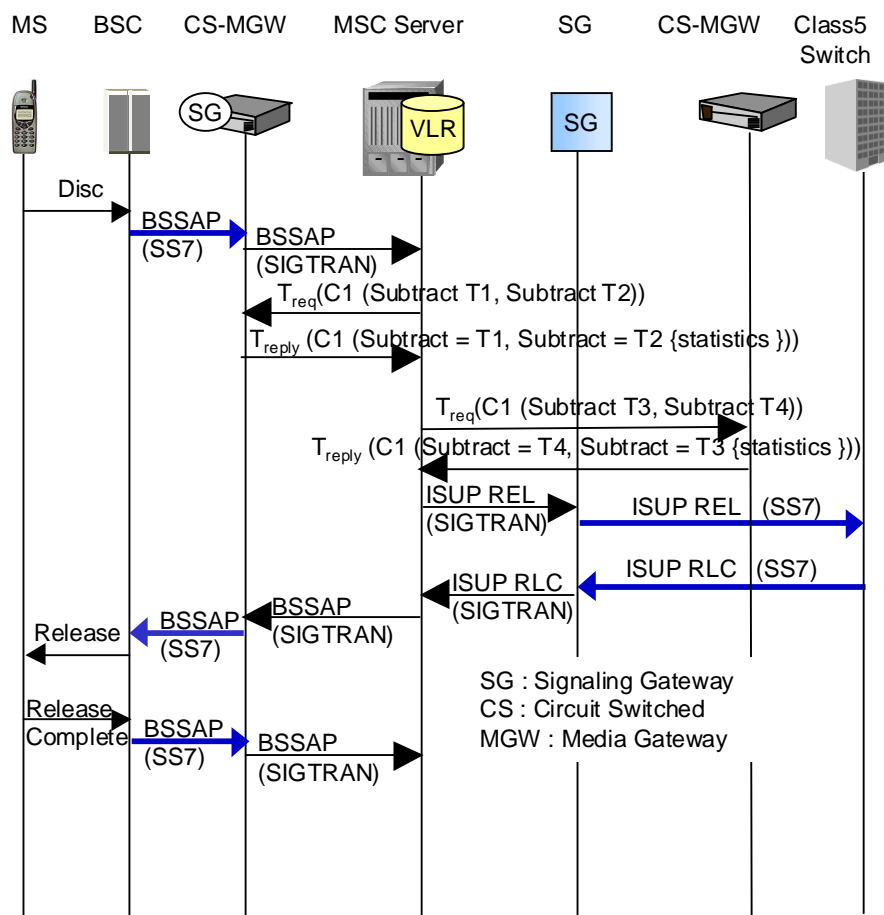 MS BSC CS-MGW MSC Server SG CS-MGW Class5
Switch
SG
VLR
SG
Disc
BSSAP
(SS7)
BSSAP
(SIGTRAN)
Treq(C1 (Subtract T1, Subtract T2))
Treply (C1 (Subtract = T1, Subtract = T2 {statistics }))
Treq(C1 (Subtract T3, Subtract T4))
Treply (C1 (Subtract = T4, Subtract = T3 {statistics }))
ISUP REL
(SIGTRAN)
ISUP REL (SS7)
ISUP RLC (SS7)
ISUP RLC
(SIGTRAN)
BSSAP
(SIGTRAN)
BSSAP
(SS7)
Release
SG : Signaling Gateway
CS : Circuit Switched
MGW : Media Gateway
Release
Complete
BSSAP
(SS7)
BSSAP
(SIGTRAN)